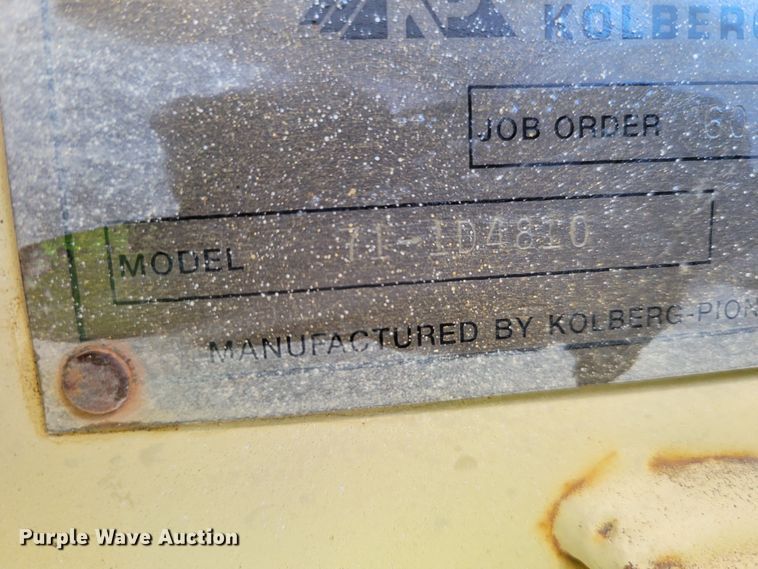 KOLBERG
JOB ORDER
MODEL 71-1D4810
MANUFACTURED BY KOLBERG-PION
Purple Wave Auction